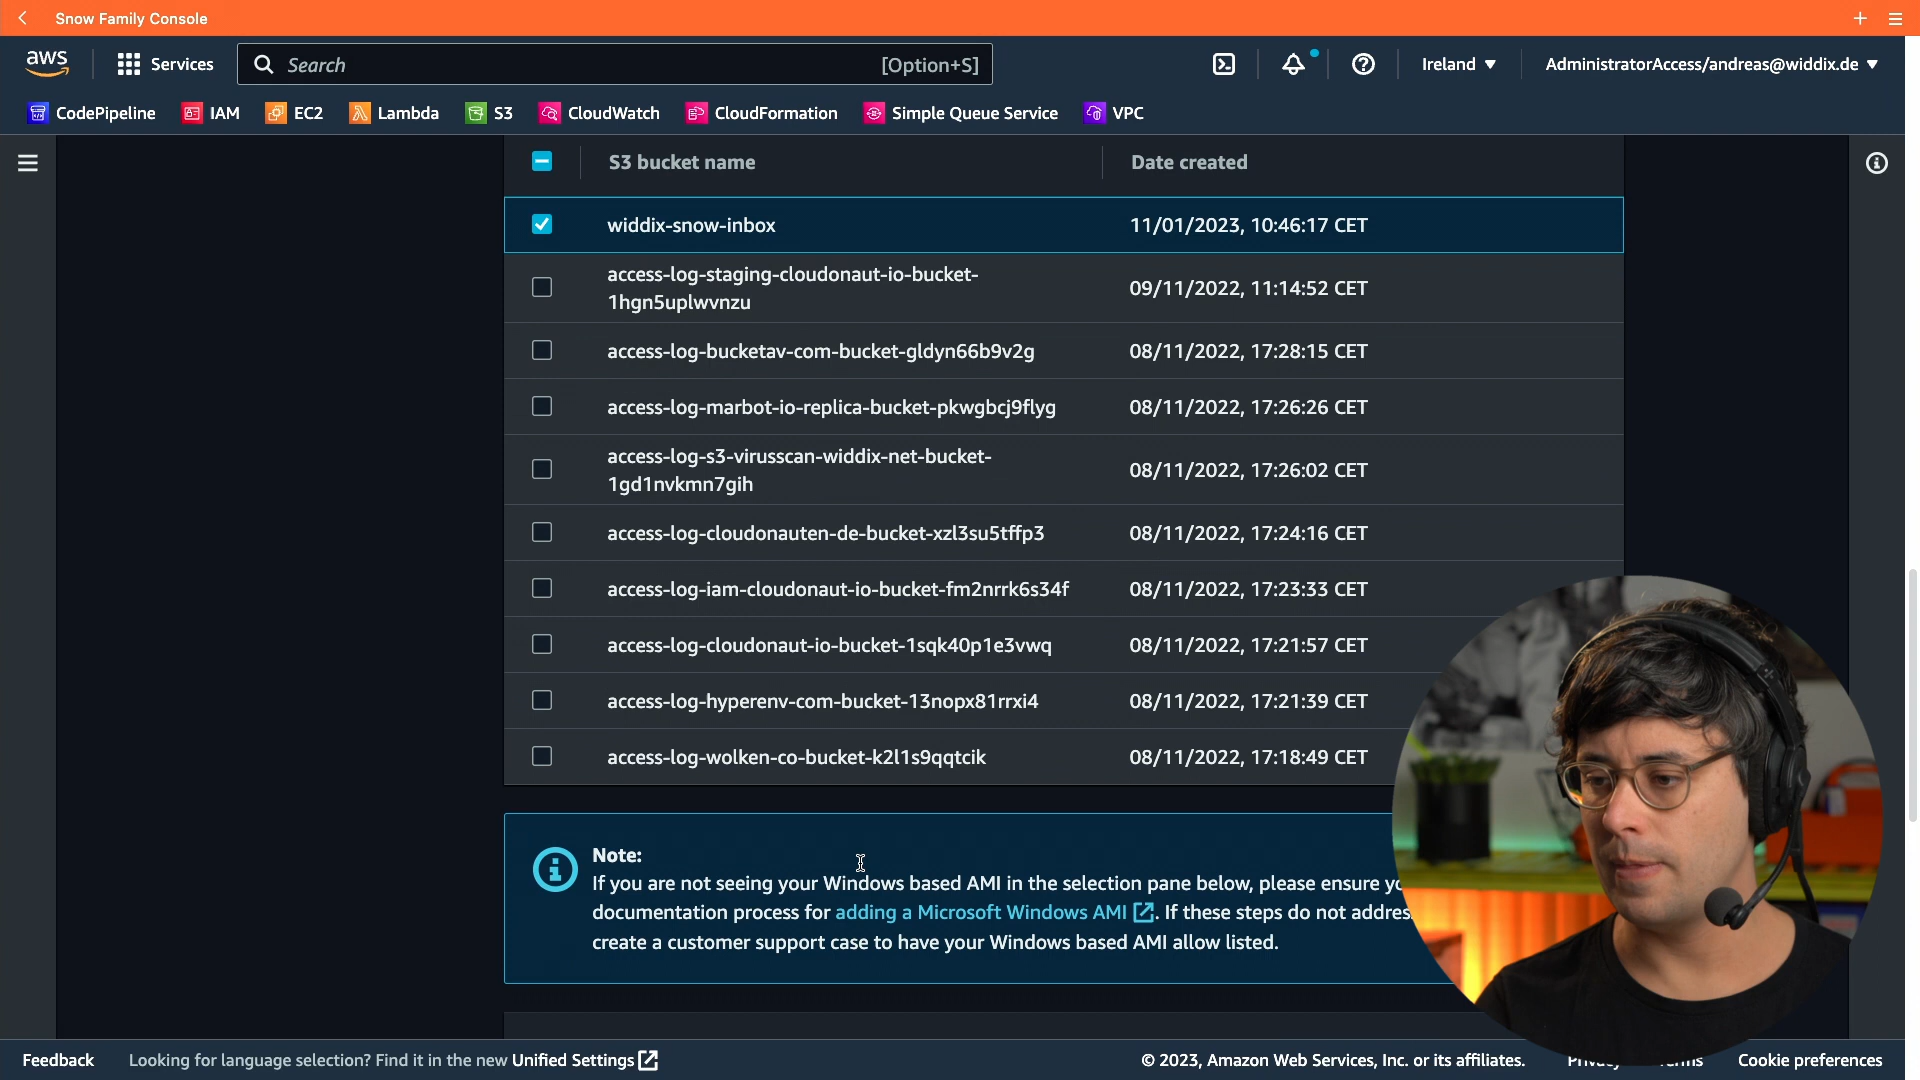 Snow Family Console
aws Services Search [Option+S] Ireland AdministratorAccess/andreas@widdix.de
CodePipeline IAM EC2 Lambda S3 CloudWatch CloudFormation Simple Queue Service VPC
S3 bucket name Date created
widdix-snow-inbox 11/01/2023, 10:46:17 CET
access-log-staging-cloudonaut-io-bucket-
1hgn5uplwvnzu 09/11/2022, 11:14:52 CET
access-log-bucketav-com-bucket-gldyn66b9v2g 08/11/2022, 17:28:15 CET
access-log-marbot-io-replica-bucket-pkwgbcj9flyg 08/11/2022, 17:26:26 CET
access-log-s3-virusscan-widdix-net-bucket-
1gd1nvkmn7gih 08/11/2022, 17:26:02 CET
access-log-cloudonauten-de-bucket-xzl3su5tffp3 08/11/2022, 17:24:16 CET
access-log-iam-cloudonaut-io-bucket-fm2nrrk6s34f 08/11/2022, 17:23:33 CET
access-log-cloudonaut-io-bucket-1sqk40p1e3vwq 08/11/2022, 17:21:57 CET
access-log-hyperenv-com-bucket-13nopx81rrxi4 08/11/2022, 17:21:39 CET
access-log-wolken-co-bucket-k2l1s9qqtcik 08/11/2022, 17:18:49 CET
Note:
If you are not seeing your Windows based AMI in the selection pane below, please ensure
documentation process for adding a Microsoft Windows AMI. If these steps do not
create a customer support case to have your Windows based AMI allow listed.
Feedback Looking for language selection? Find it in the new Unified Settings © 2023, Amazon Web Services, Inc. or its affiliates. Cookie preferences